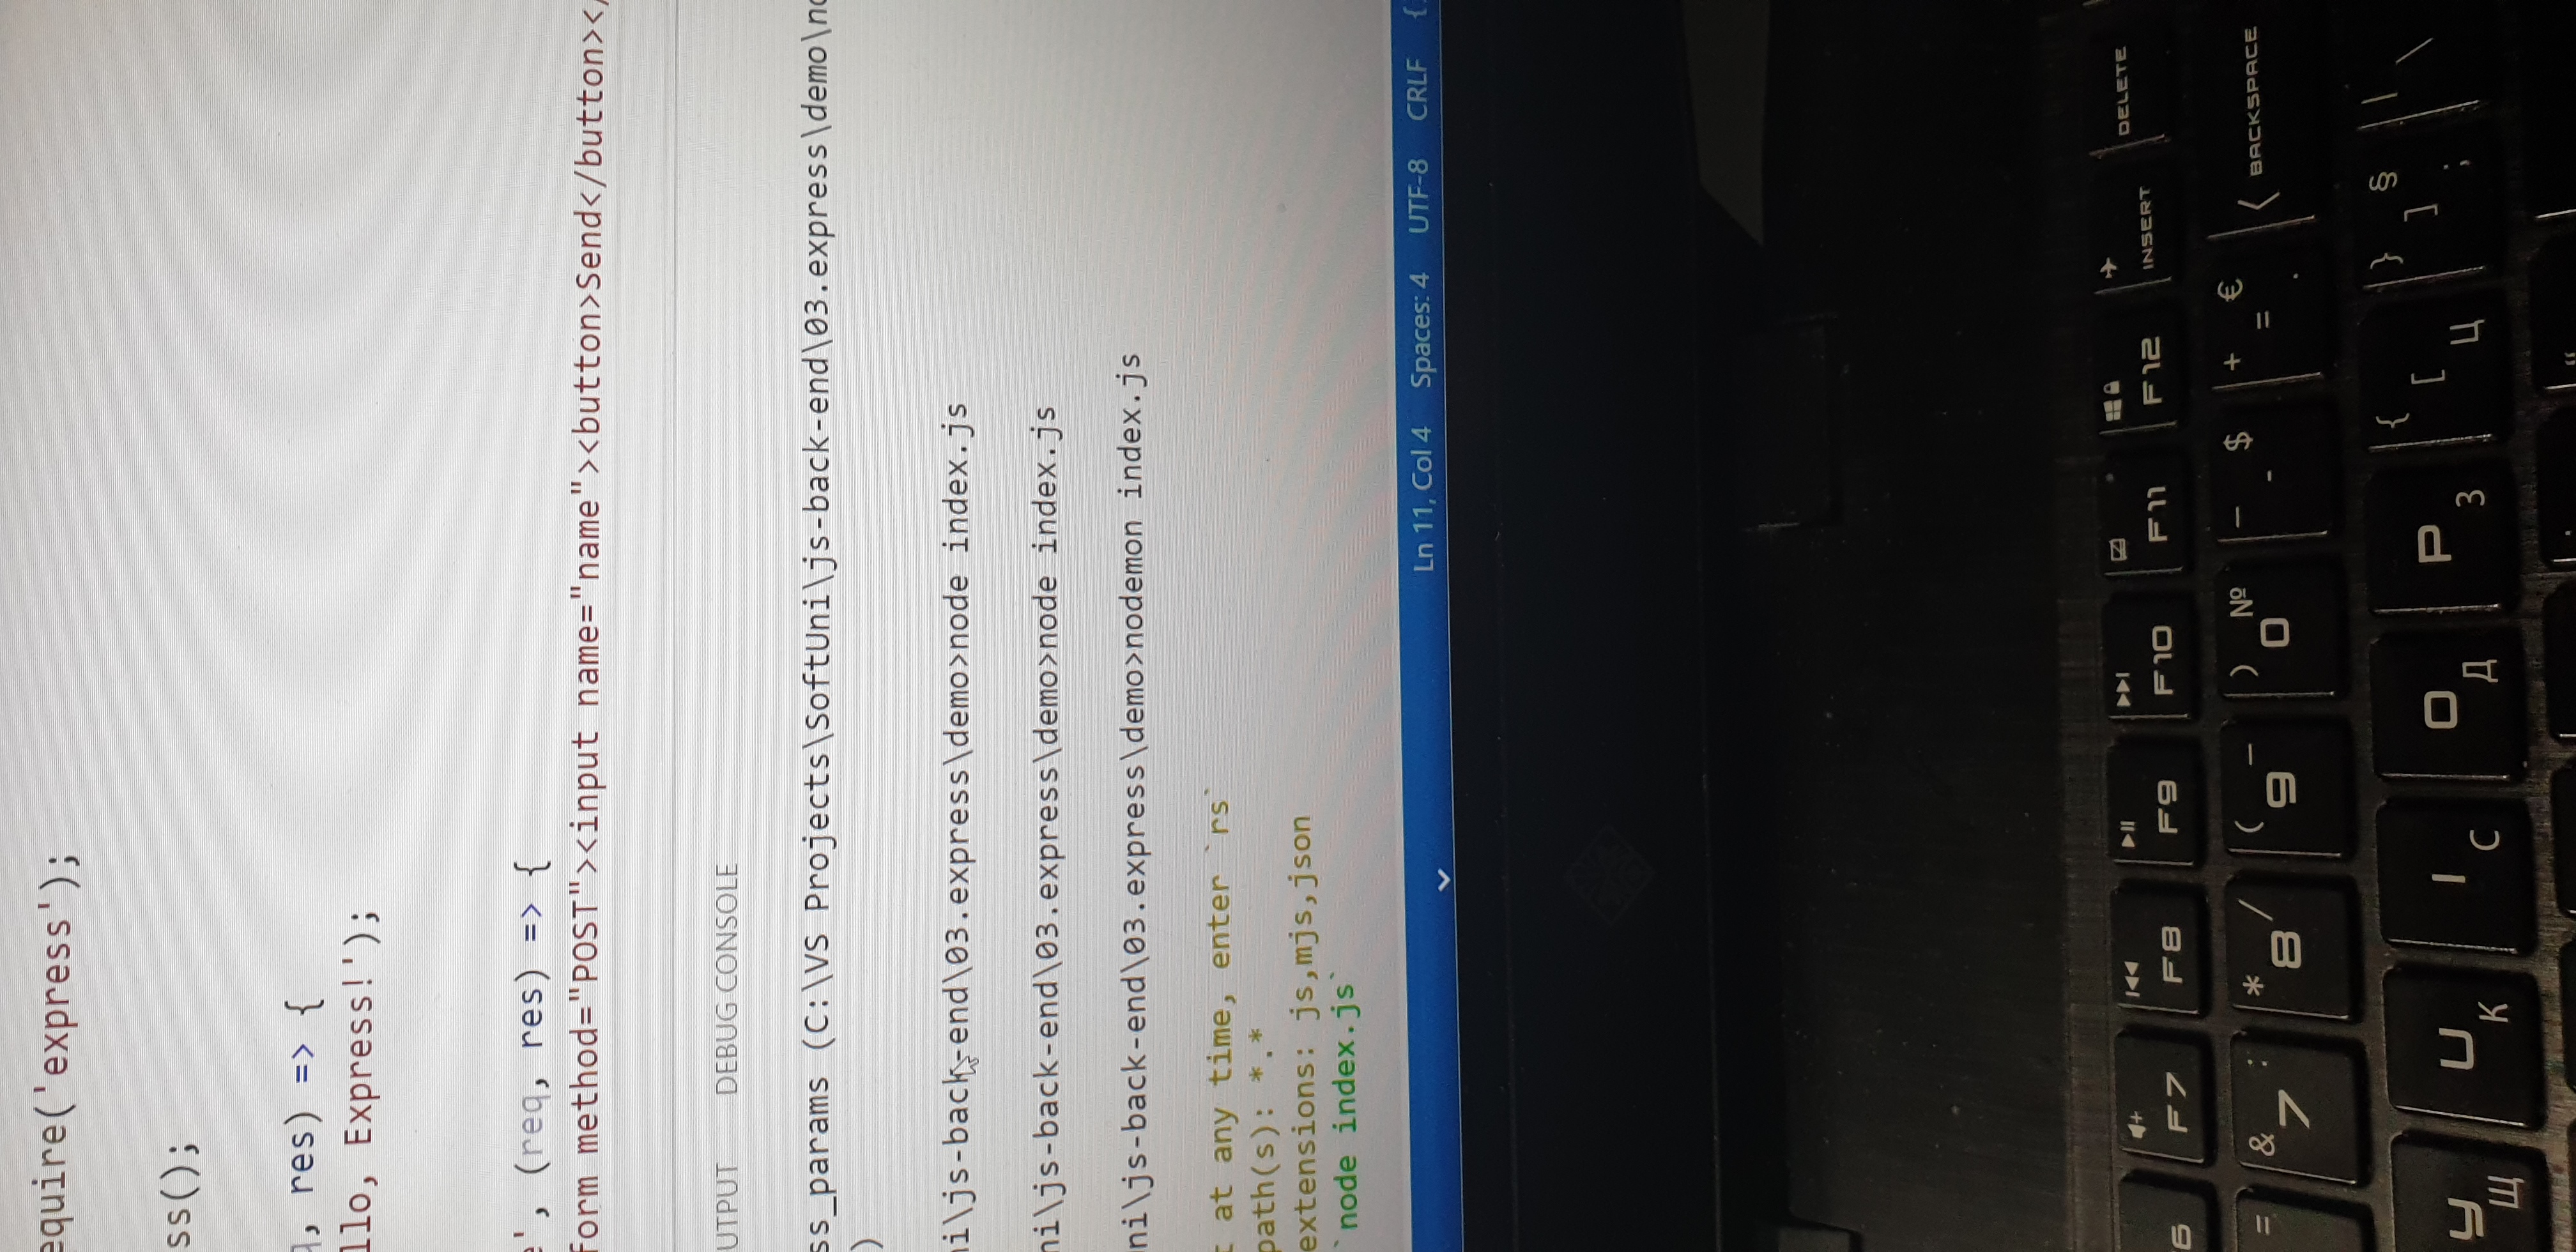 equire('express');
ss();
q, res) => {
llo, Express!');
e', (req, res) => {
form method="POST"><input name="name"><button>Send</button></
UTPUT DEBUG CONSOLE
ss_params (C:\VS Projects\SoftUni\js-back-end\03.express\demo\no
)
ni\js-back-end\03.express\demo>node index.js
ni\js-back-end\03.express\demo>node index.js
uni\js-back-end\03.express\demo>nodemon index.js
t at any time, enter `rs`
path(s): *.*
extensions: js,mjs,json
`node index.js`
Ln 11, Col 4 Spaces: 4 UTF-8 CRLF {
6 F7 F8 F9 F10 F11 F12 INSERT DELETE
= & 7 : * 8 / ( 9 – ) 0 № – - $ + = € . BACKSPACE
У Щ U К I С O Д P З { [ Ц } ] § ; | \